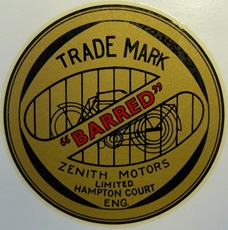 TRADE MARK
"BARRED"
ZENITH MOTORS
LIMITED.
HAMPTON COURT
ENG.